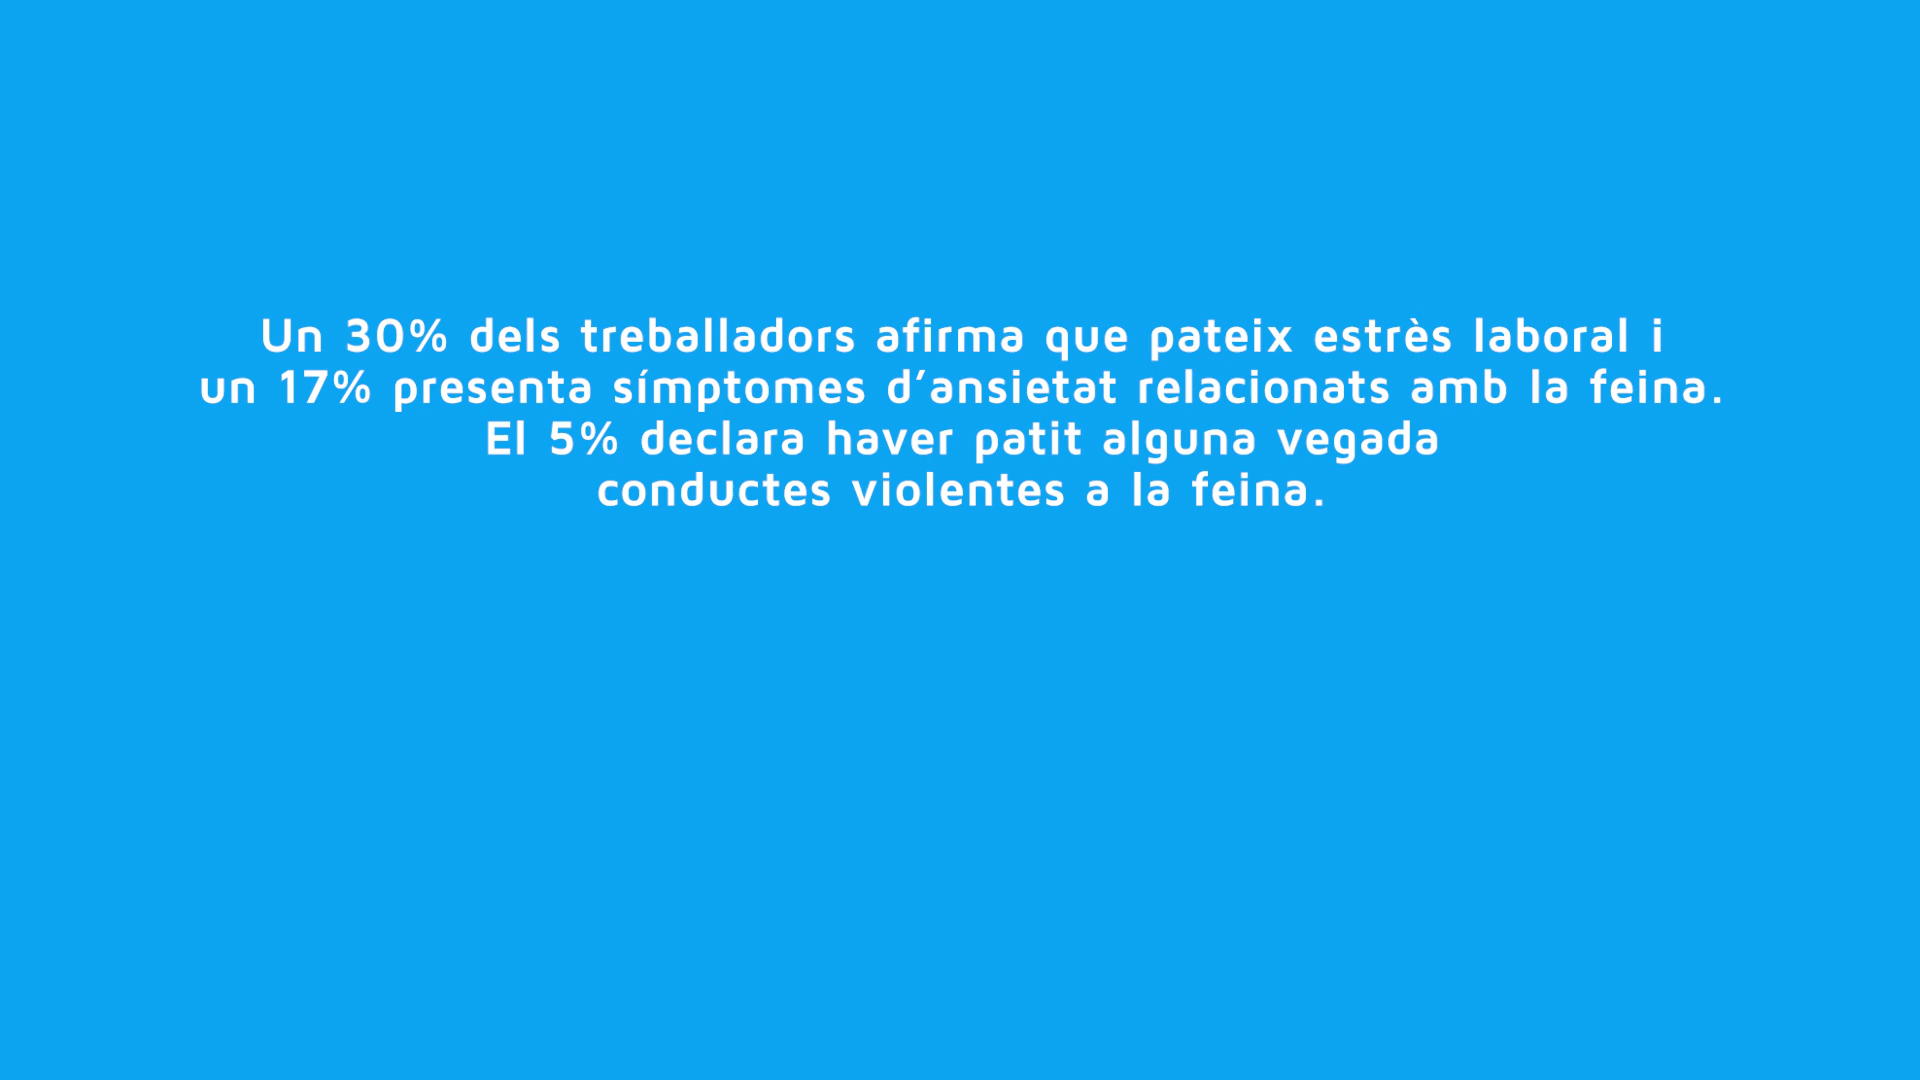 Un 30% dels treballadors afirma que pateix estrès laboral i
un 17% presenta símptomes d’ansietat relacionats amb la feina.
El 5% declara haver patit alguna vegada
conductes violentes a la feina.